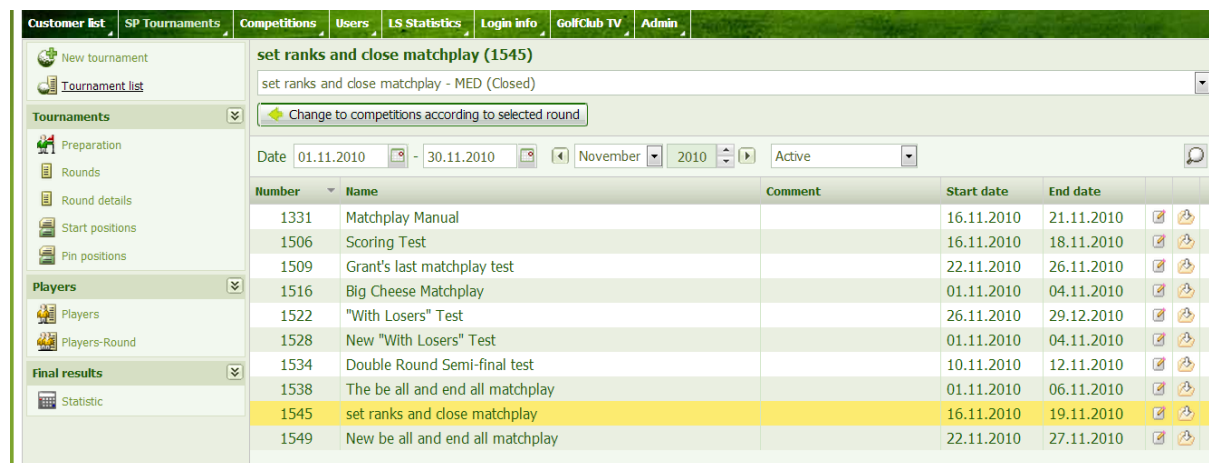 Customer list SP Tournaments Competitions Users LS Statistics Login info GolfClub TV Admin
New tournament
Tournament list
Tournaments
Preparation
Rounds
Round details
Start positions
Pin positions
Players
Players
Players-Round
Final results
Statistic
set ranks and close matchplay (1545)
set ranks and close matchplay - MED (Closed)
Change to competitions according to selected round
Date 01.11.2010 - 30.11.2010 November 2010 Active
Number Name Comment Start date End date
1331 Matchplay Manual 16.11.2010 21.11.2010
1506 Scoring Test 16.11.2010 18.11.2010
1509 Grant's last matchplay test 22.11.2010 26.11.2010
1516 Big Cheese Matchplay 01.11.2010 04.11.2010
1522 "With Losers" Test 26.11.2010 29.12.2010
1528 New "With Losers" Test 01.11.2010 04.11.2010
1534 Double Round Semi-final test 10.11.2010 12.11.2010
1538 The be all and end all matchplay 01.11.2010 06.11.2010
1545 set ranks and close matchplay 16.11.2010 19.11.2010
1549 New be all and end all matchplay 22.11.2010 27.11.2010